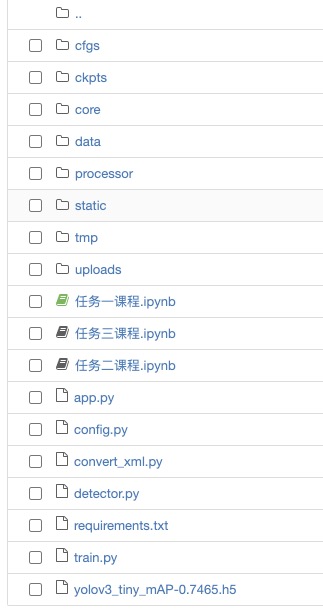 ..
cfgs
ckpts
core
data
processor
static
tmp
uploads
任务一课程.ipynb
任务三课程.ipynb
任务二课程.ipynb
app.py
config.py
convert_xml.py
detector.py
requirements.txt
train.py
yolov3_tiny_mAP-0.7465.h5